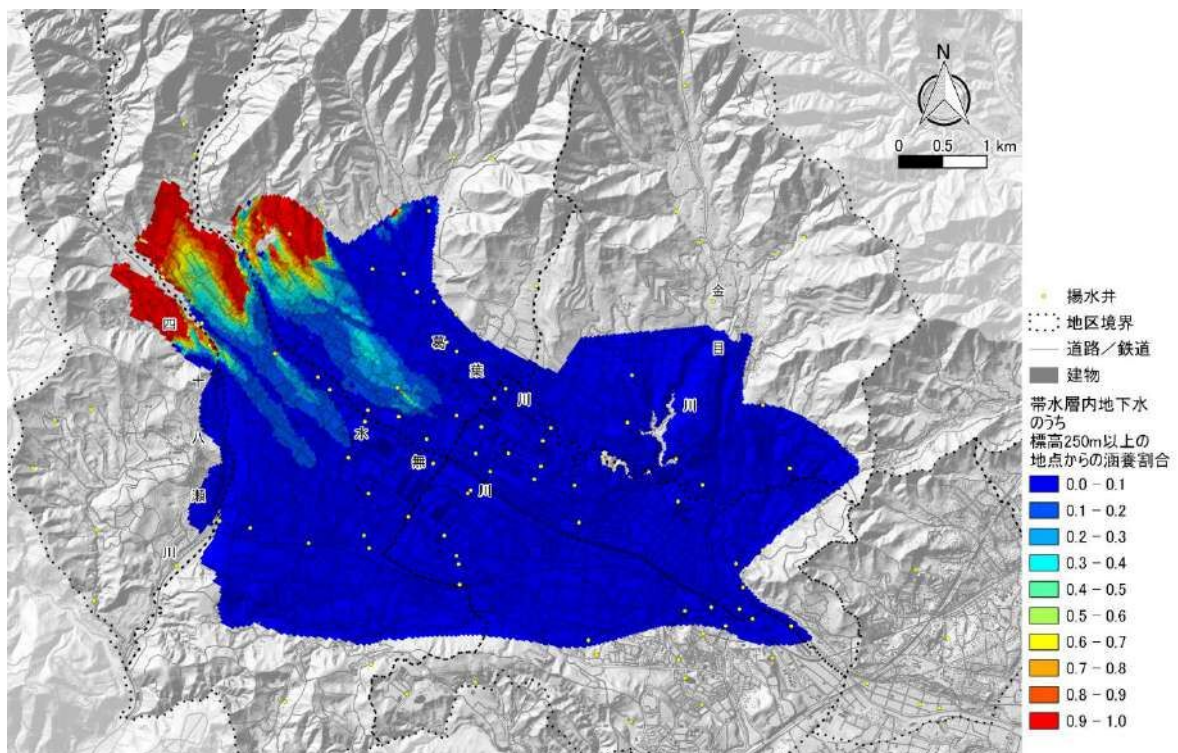 N
0 0.5 1 km
金
目
川
葛
葉
川
四
十
八
瀬
川
水
無
川
揚水井
地区境界
道路／鉄道
建物
帯水層内地下水
のうち
標高250m以上の
地点からの涵養割合
0.0 - 0.1
0.1 - 0.2
0.2 - 0.3
0.3 - 0.4
0.4 - 0.5
0.5 - 0.6
0.6 - 0.7
0.7 - 0.8
0.8 - 0.9
0.9 - 1.0